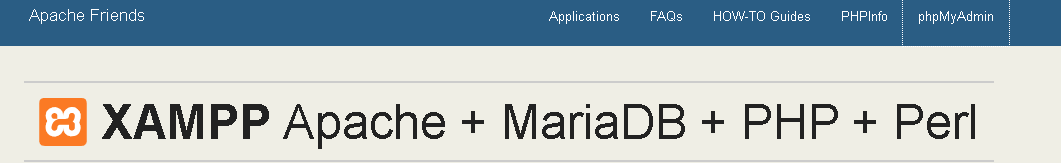 Apache Friends Applications FAQs HOW-TO Guides PHPInfo phpMyAdmin
XAMPP Apache + MariaDB + PHP + Perl